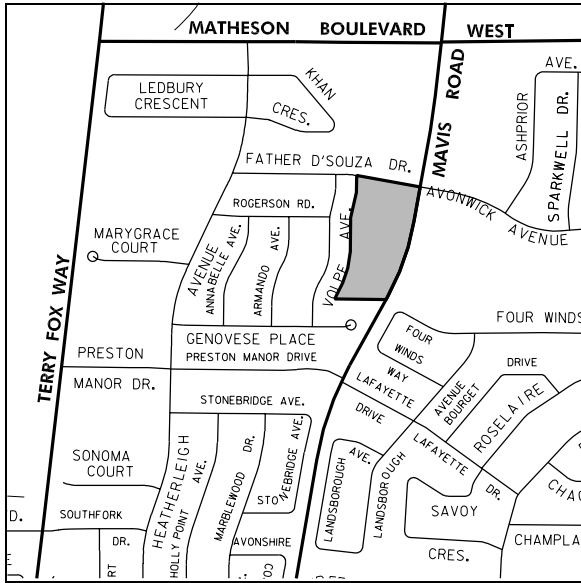 MATHESON BOULEVARD WEST
AVE.
LEDBURY
CRESCENT
KHAN
CRES.
MAVIS ROAD
ASHPRIOR
SPARKWELL DR.
FATHER D'SOUZA DR.
AVONWICK
AVENUE
ROGERSON RD.
MARYGRACE
COURT
AVENUE
ANNABELLE AVE.
ARMANDO AVE.
VOLPE AVE.
TERRY FOX WAY
GENOVESE PLACE
FOUR WINDS
FOUR
WINDS
WAY
PRESTON
PRESTON MANOR DRIVE
MANOR DR.
LAFAYETTE
DRIVE
AVENUE
BOURGET
DRIVE
ROSELAIRE
STONEBRIDGE AVE.
STO
NEBRIDGE AVE.
SONOMA
COURT
HEATHERLEIGH
HOLLY POINT AVE.
MARBLEWOOD DR.
LANDSBOROUGH
AVE.
LANDSBOROUGH
LAFAYETTE
DR.
SAVOY
CRES.
CHAMPLA
D.
SOUTHFORK
DR.
RT
AVONSHIRE